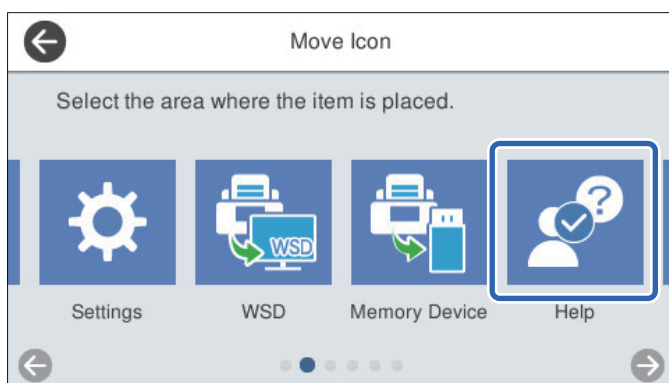 Move Icon
Select the area where the item is placed.
WSD
?
Settings
WSD
Memory Device
Help